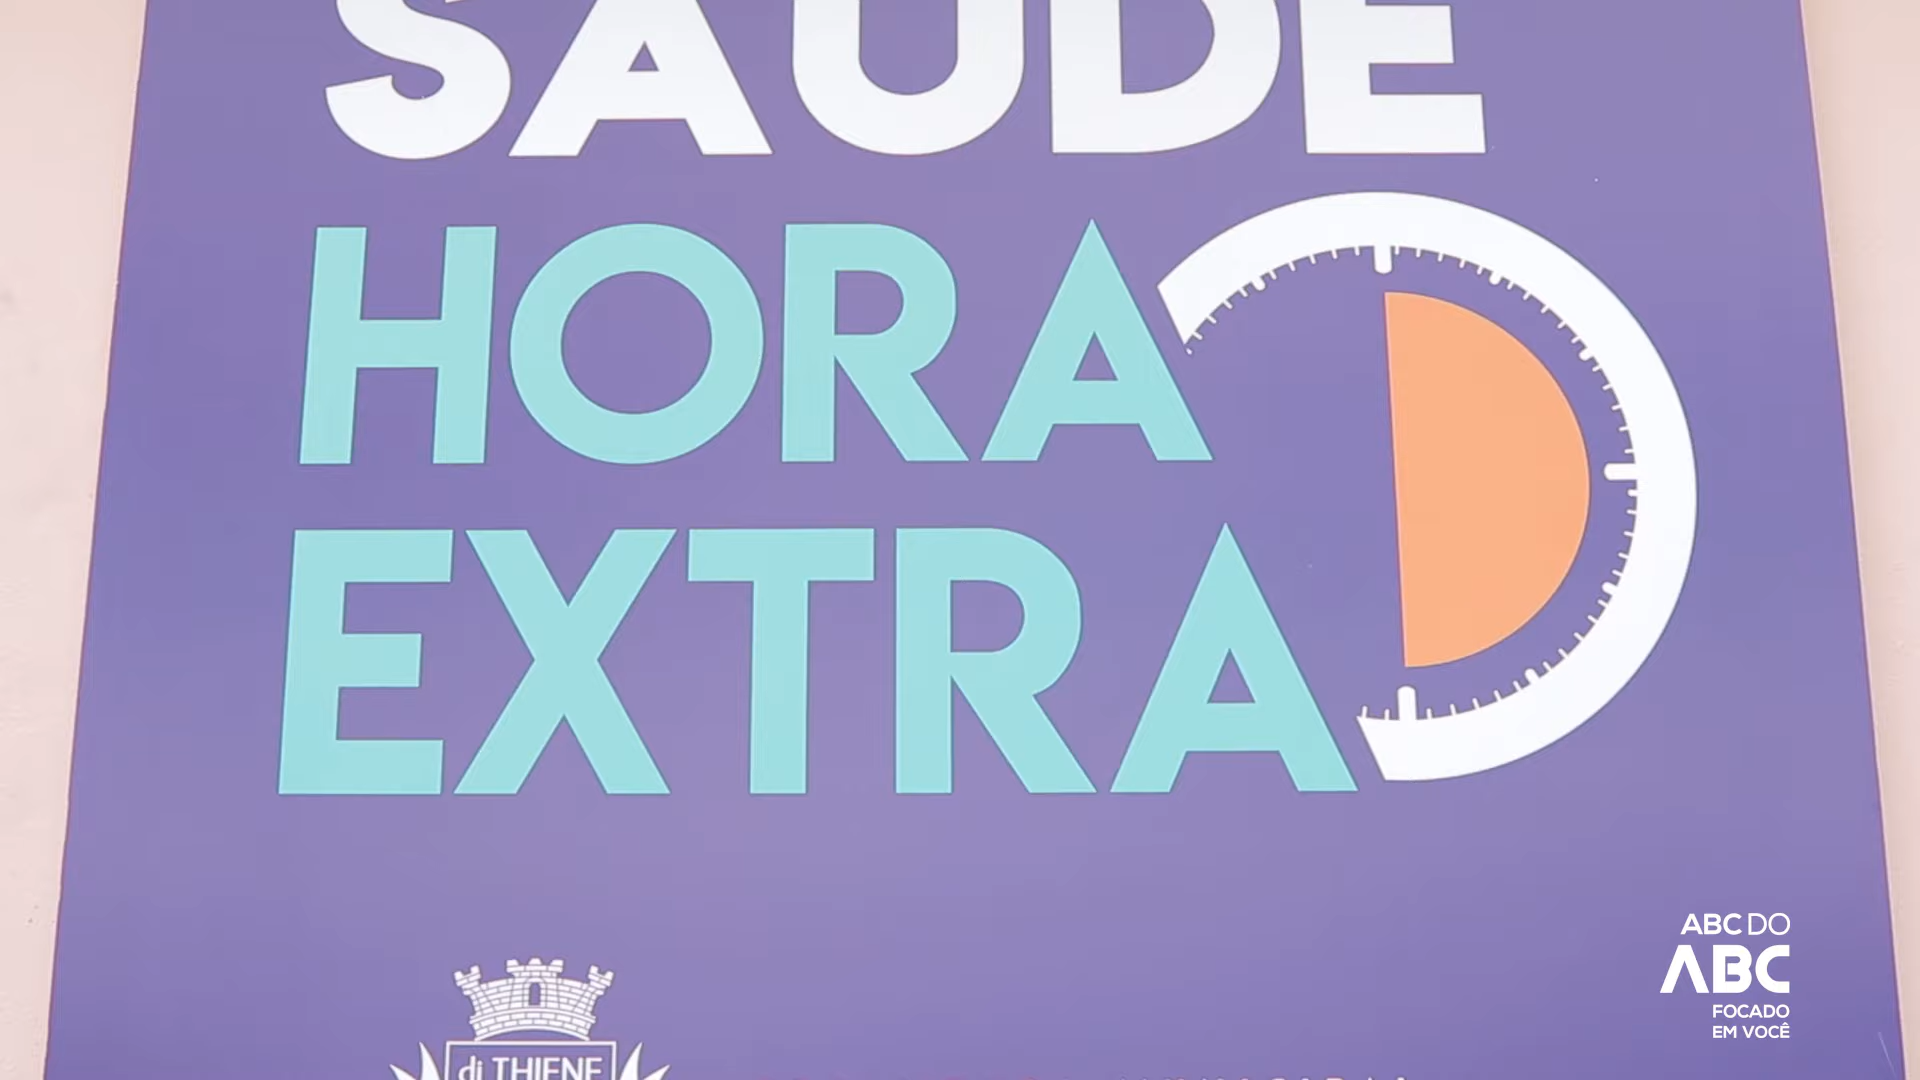 SAÚDE
HORA
EXTRA
di THIENE
ABC DO
ABC
FOCADO
EM VOCÊ